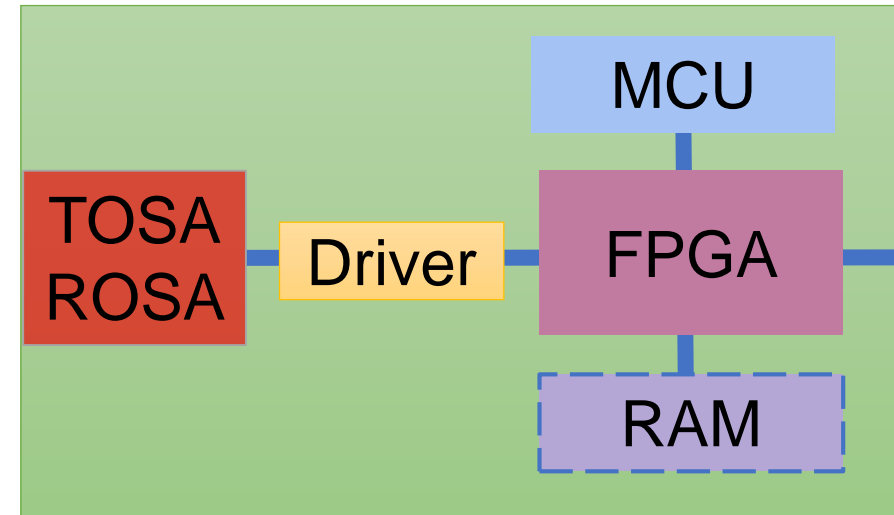 MCU
TOSA
ROSA
Driver
FPGA
RAM